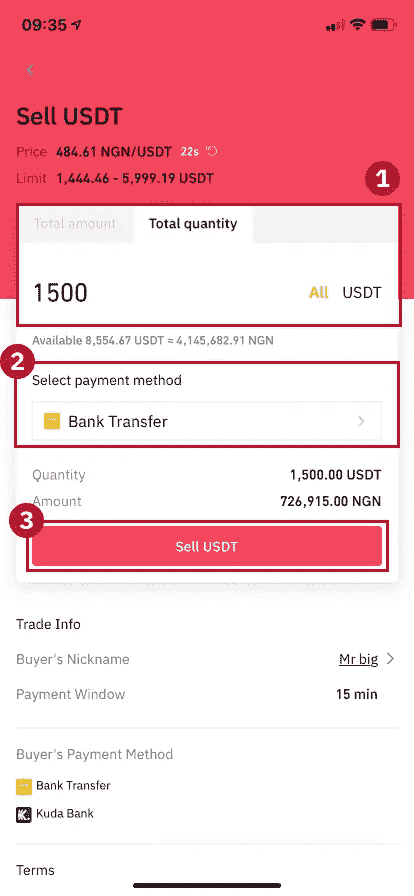 09:35
Sell USDT
Price 484.61 NGN/USDT 22s
Limit 1,444.46 - 5,999.19 USDT
1
Total amount Total quantity
1500 All USDT
Available 8,554.67 USDT ≈ 4,145,682.91 NGN
2
Select payment method
Bank Transfer
Quantity 1,500.00 USDT
Amount 726,915.00 NGN
3
Sell USDT
Trade Info
Buyer's Nickname Mr big
Payment Window 15 min
Buyer's Payment Method
Bank Transfer
K Kuda Bank
Terms